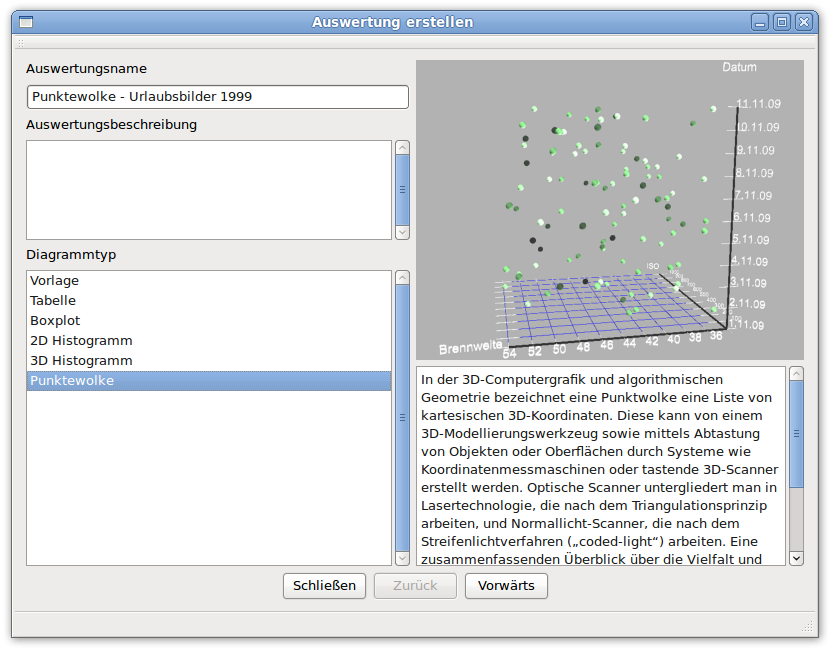 Auswertung erstellen
Auswertungsname
Punktewolke - Urlaubsbilder 1999
Auswertungsbeschreibung
Diagrammtyp
Vorlage
Tabelle
Boxplot
2D Histogramm
3D Histogramm
Punktewolke
Datum
11.11.09
10.11.09
9.11.09
8.11.09
7.11.09
6.11.09
5.11.09
4.11.09
3.11.09
2.11.09
1.11.09
ISO
Brennweite
54 52 50 48 46 44 42 40 38 36
In der 3D-Computergrafik und algorithmischen
Geometrie bezeichnet eine Punktwolke eine Liste von
kartesischen 3D-Koordinaten. Diese kann von einem
3D-Modellierungswerkzeug sowie mittels Abtastung
von Objekten oder Oberflächen durch Systeme wie
Koordinatenmessmaschinen oder tastende 3D-Scanner
erstellt werden. Optische Scanner untergliedert man in
Lasertechnologie, die nach dem Triangulationsprinzip
arbeiten, und Normallicht-Scanner, die nach dem
Streifenlichtverfahren („coded-light“) arbeiten. Eine
zusammenfassenden Überblick über die Vielfalt und
Schließen
Zurück
Vorwärts